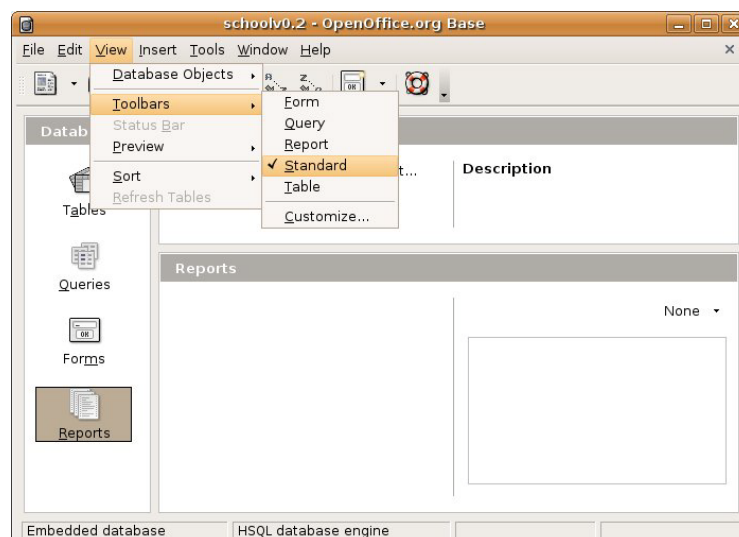 schoolv0.2 - OpenOffice.org Base
File Edit View Insert Tools Window Help
Database Objects
Toolbars
Status Bar
Preview
Sort
Refresh Tables
Form
Query
Report
Standard
Table
Customize...
Datab
t...
Description
Tables
Queries
Forms
Reports
Reports
None
Embedded database HSQL database engine